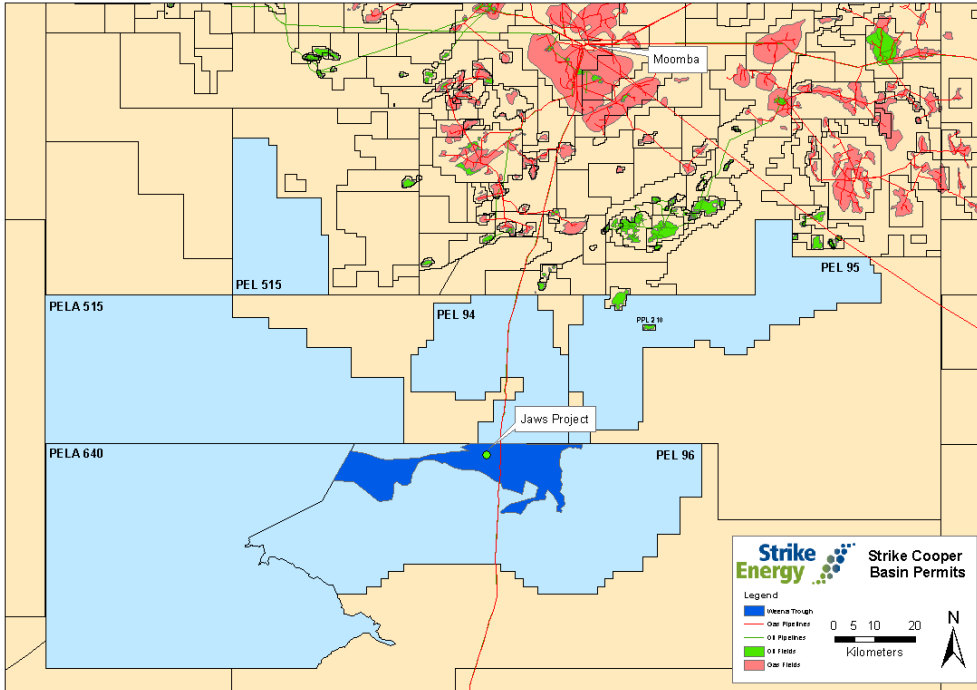 Moomba
PEL 515
PEL 95
PELA 515
PEL 94
PPL 210
Jaws Project
PELA 640
PEL 96
Strike
Energy
Strike Cooper
Basin Permits
Legend
Weena Trough
Gas Pipelines
Oil Pipelines
Oil Fields
Gas Fields
0 5 10 20
Kilometers
N